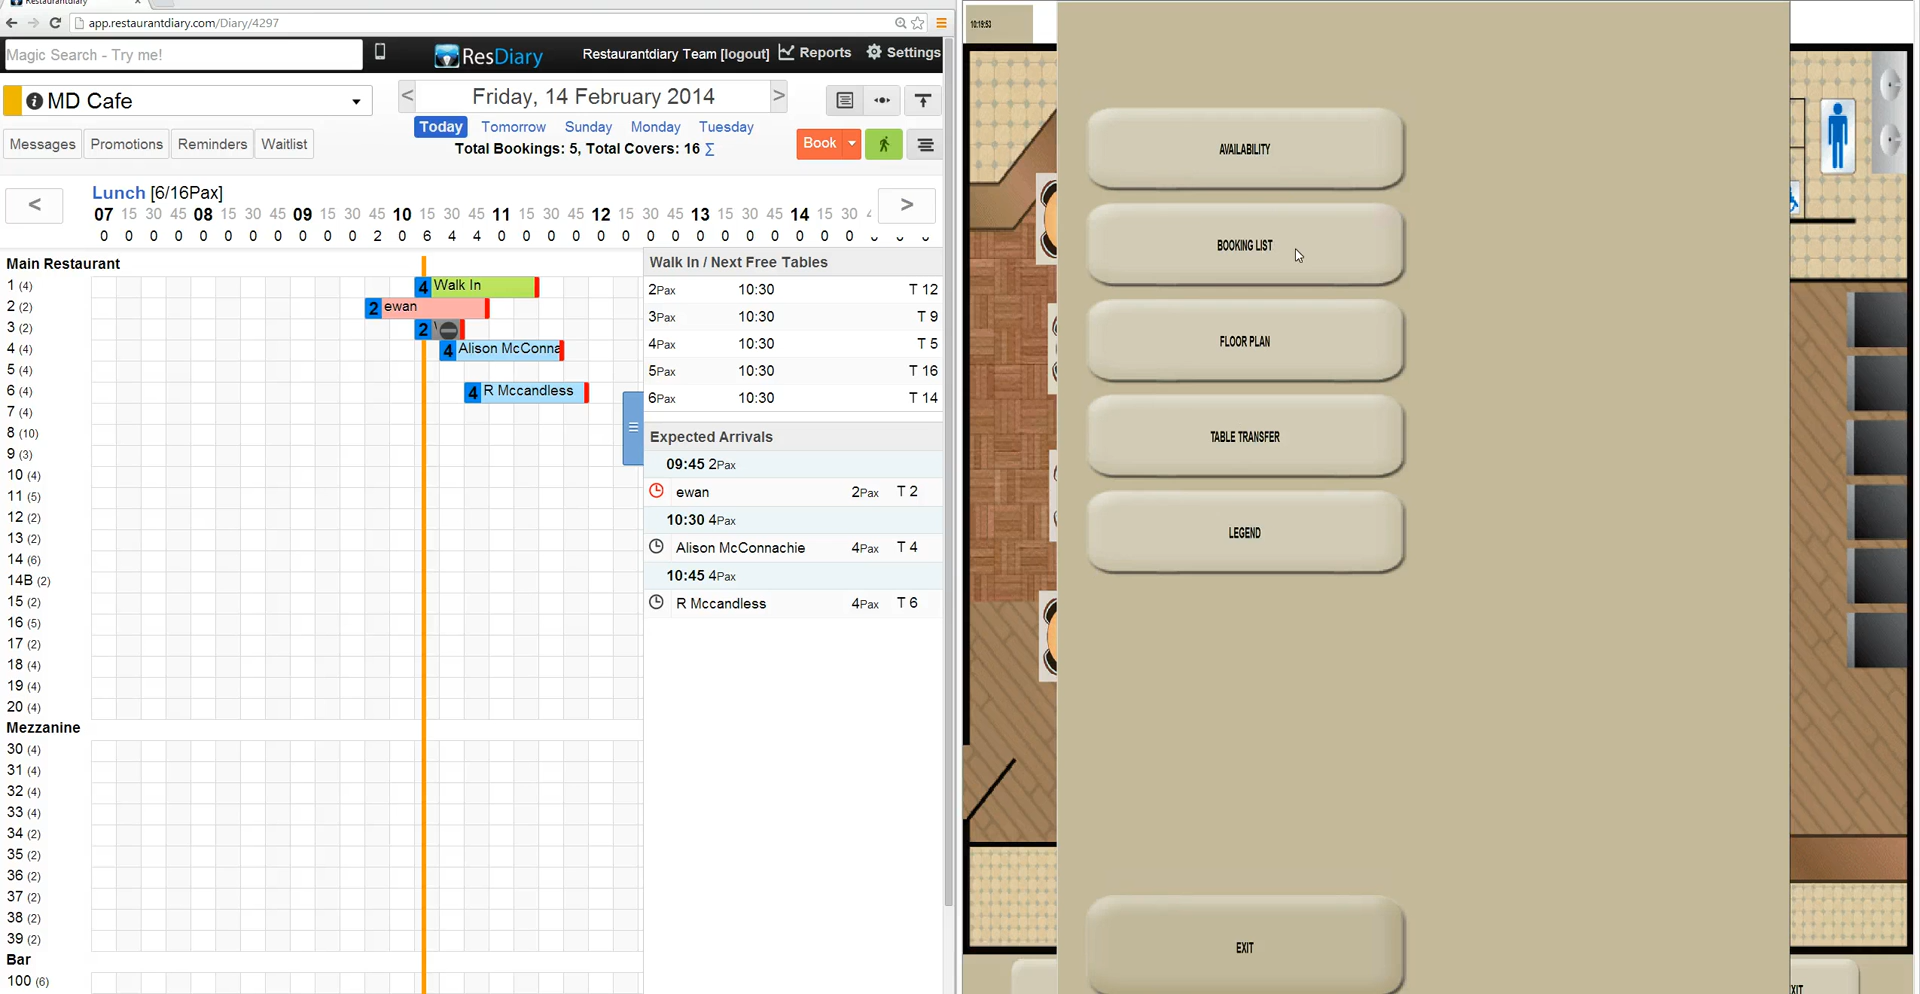 Restaurantdiary
app.restaurantdiary.com/Diary/4297
Magic Search - Try me!
ResDiary
Restaurantdiary Team [logout]
Reports
Settings
MD Cafe
<
Friday, 14 February 2014
>
Today
Tomorrow
Sunday
Monday
Tuesday
Messages
Promotions
Reminders
Waitlist
Total Bookings: 5, Total Covers: 16 Σ
Book
<
Lunch [6/16Pax]
>
07 15 30 45 08 15 30 45 09 15 30 45 10 15 30 45 11 15 30 45 12 15 30 45 13 15 30 45 14 15 30
0 0 0 0 0 0 0 0 0 0 0 2 0 6 4 4 0 0 0 0 0 0 0 0 0 0 0 0 0 0 0
Main Restaurant
1 (4)
4 Walk In
2 (2)
2 ewan
3 (2)
2
4 (4)
4 Alison McConna
5 (4)
6 (4)
4 R Mccandless
7 (4)
8 (10)
9 (3)
10 (4)
11 (5)
12 (2)
13 (2)
14 (6)
14B (2)
15 (2)
16 (5)
17 (2)
18 (4)
19 (4)
20 (4)
Mezzanine
30 (4)
31 (4)
32 (4)
33 (4)
34 (2)
35 (2)
36 (2)
37 (2)
38 (2)
39 (2)
Bar
100 (6)
Walk In / Next Free Tables
2Pax 10:30 T 12
3Pax 10:30 T 9
4Pax 10:30 T 5
5Pax 10:30 T 16
6Pax 10:30 T 14
Expected Arrivals
09:45 2Pax
ewan 2Pax T 2
10:30 4Pax
Alison McConnachie 4Pax T 4
10:45 4Pax
R Mccandless 4Pax T 6
10:19:53
AVAILABILITY
BOOKING LIST
FLOOR PLAN
TABLE TRANSFER
LEGEND
EXIT
XIT